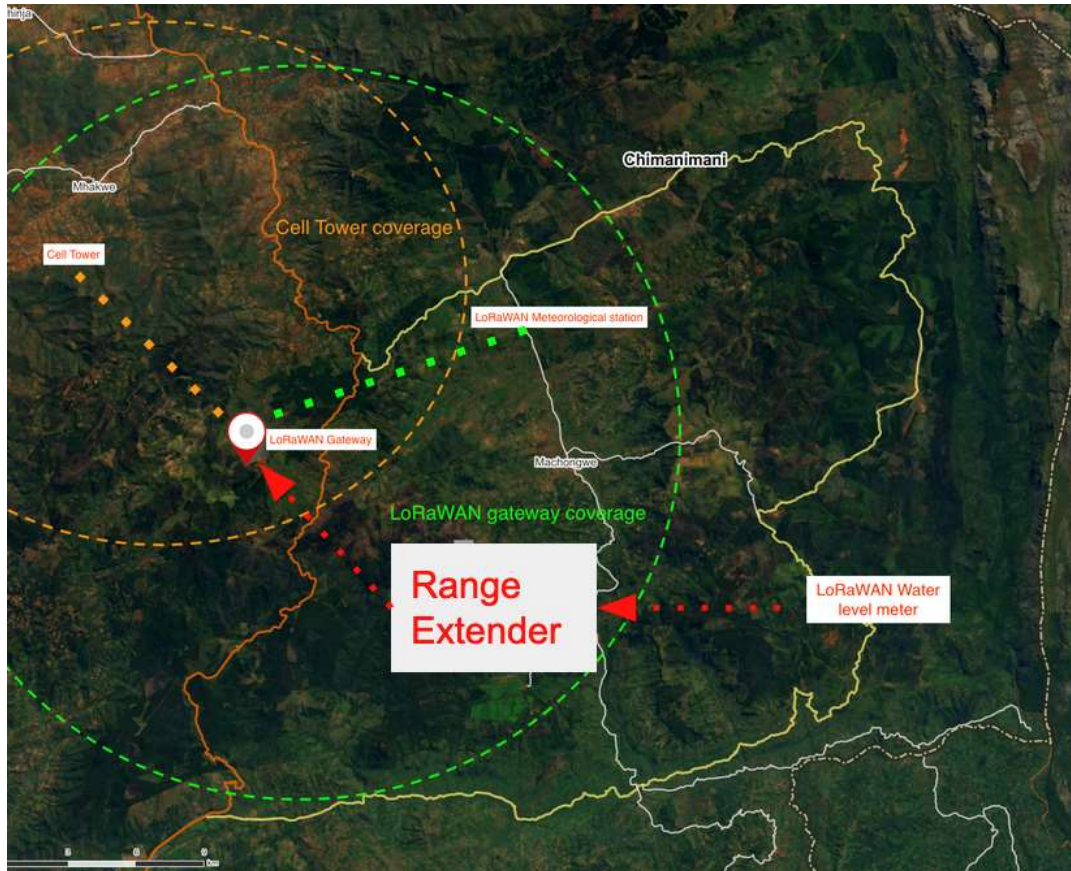 Chimanimani
Mhakwe
Cell Tower coverage
Cell Tower
LoRaWAN Meteorological station
LoRaWAN Gateway
Machongwe
LoRaWAN gateway coverage
Range
Extender
LoRaWAN Water
level meter
km